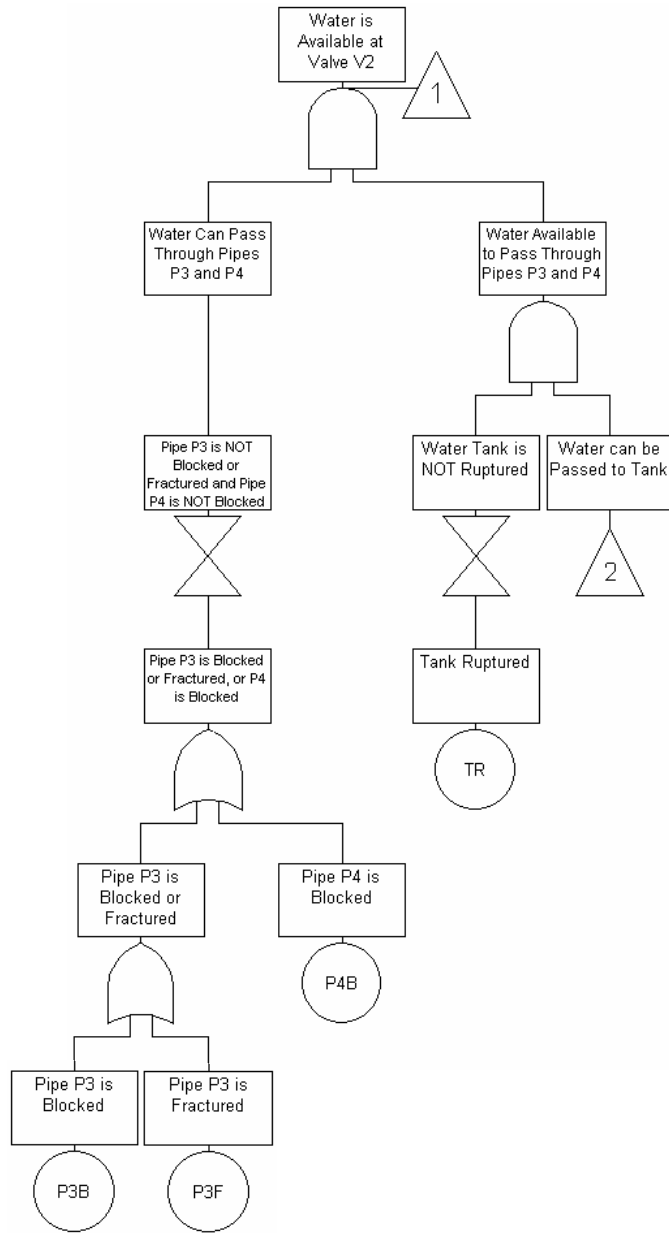 Water is
Available at
Valve V2
1
Water Can Pass
Through Pipes
P3 and P4
Water Available
to Pass Through
Pipes P3 and P4
Pipe P3 is NOT
Blocked or
Fractured and Pipe
P4 is NOT Blocked
Water Tank is
NOT Ruptured
Water can be
Passed to Tank
2
Pipe P3 is Blocked
or Fractured, or P4
is Blocked
Tank Ruptured
TR
Pipe P3 is
Blocked or
Fractured
Pipe P4 is
Blocked
P4B
Pipe P3 is
Blocked
Pipe P3 is
Fractured
P3B
P3F